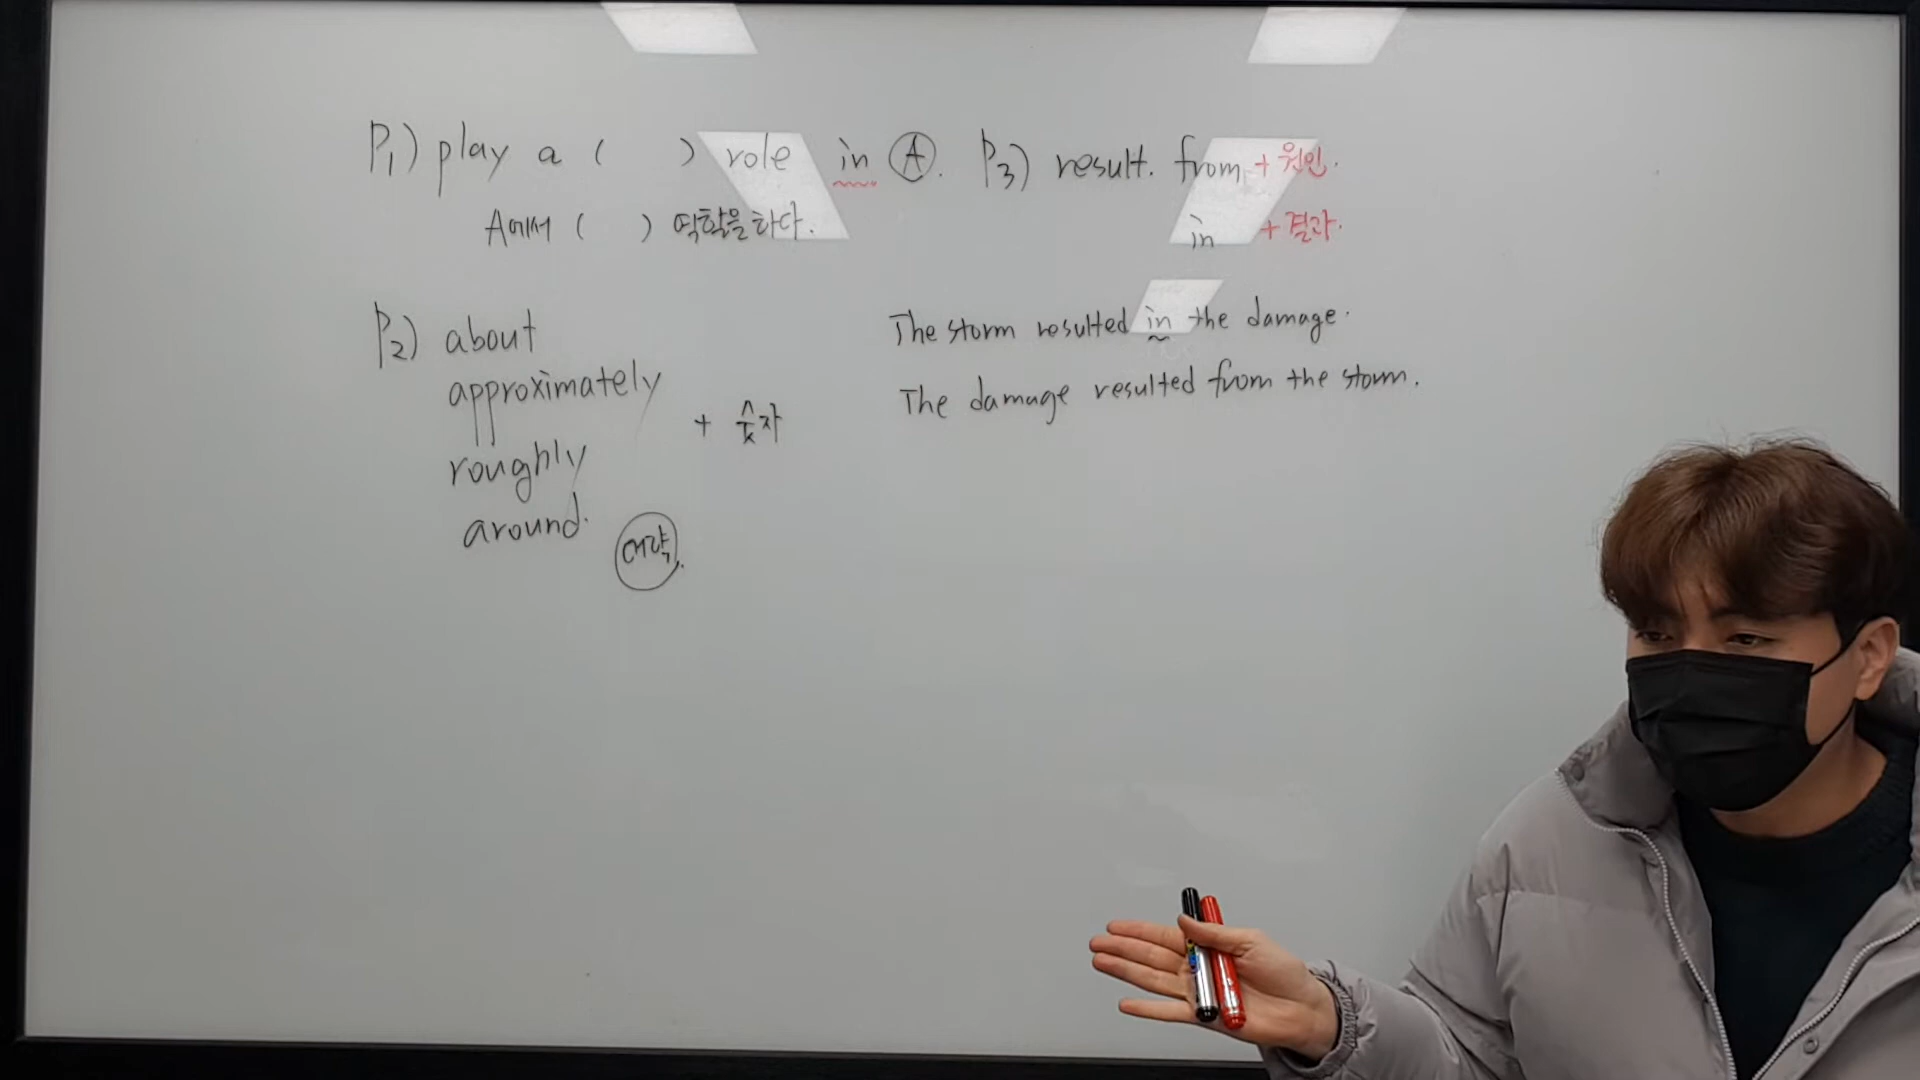 P1) play a ( ) role in A.
A에서 ( ) 역할을 하다.
P2) about
approximately
roughly
around.
+ 숫자
대략.
P3) result. from + 원인.
in + 결과.
The storm resulted in the damage.
The damage resulted from the storm.